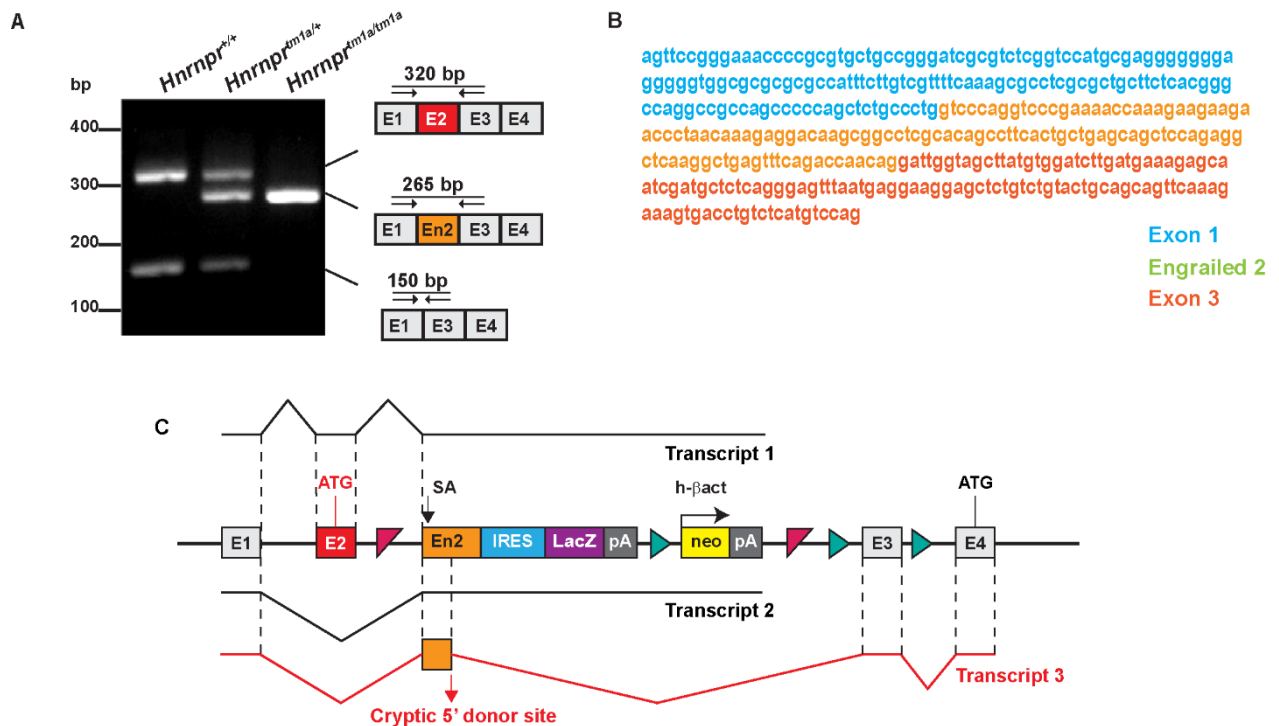 A
Hnrnpr+/+
Hnrnprtm1a/+
Hnrnprtm1a/tm1a
bp
400
300
200
100
320 bp
E1 E2 E3 E4
265 bp
E1 En2 E3 E4
150 bp
E1 E3 E4
B
agttccgggaaaccccgcgtgctgccgggatcgcgtctcggtccatgcgagggggggga
gggggtggcgcgcgcgccatttcttgtcgttttcaaagcgcctcgcgctgcttctcacggg
ccaggccgccagcccccagctctgccctggtcccaggtcccgaaaaccaaagaagaaga
accctaacaaagaggacaagcggcctcgcacagccttcactgctgagcagctccagagg
ctcaaggctgagtttcagaccaacaggattggtagcttatgtggatcttgatgaaagagca
atcgatgctctcagggagtttaatgaggaaggagctctgtctgtactgcagcagttcaaag
aaagtgacctgtctcatgtccag
Exon 1
Engrailed 2
Exon 3
C
Transcript 1
ATG
SA
h-βact
ATG
E1 E2 En2 IRES LacZ pA neo pA E3 E4
Transcript 2
Transcript 3
Cryptic 5’ donor site